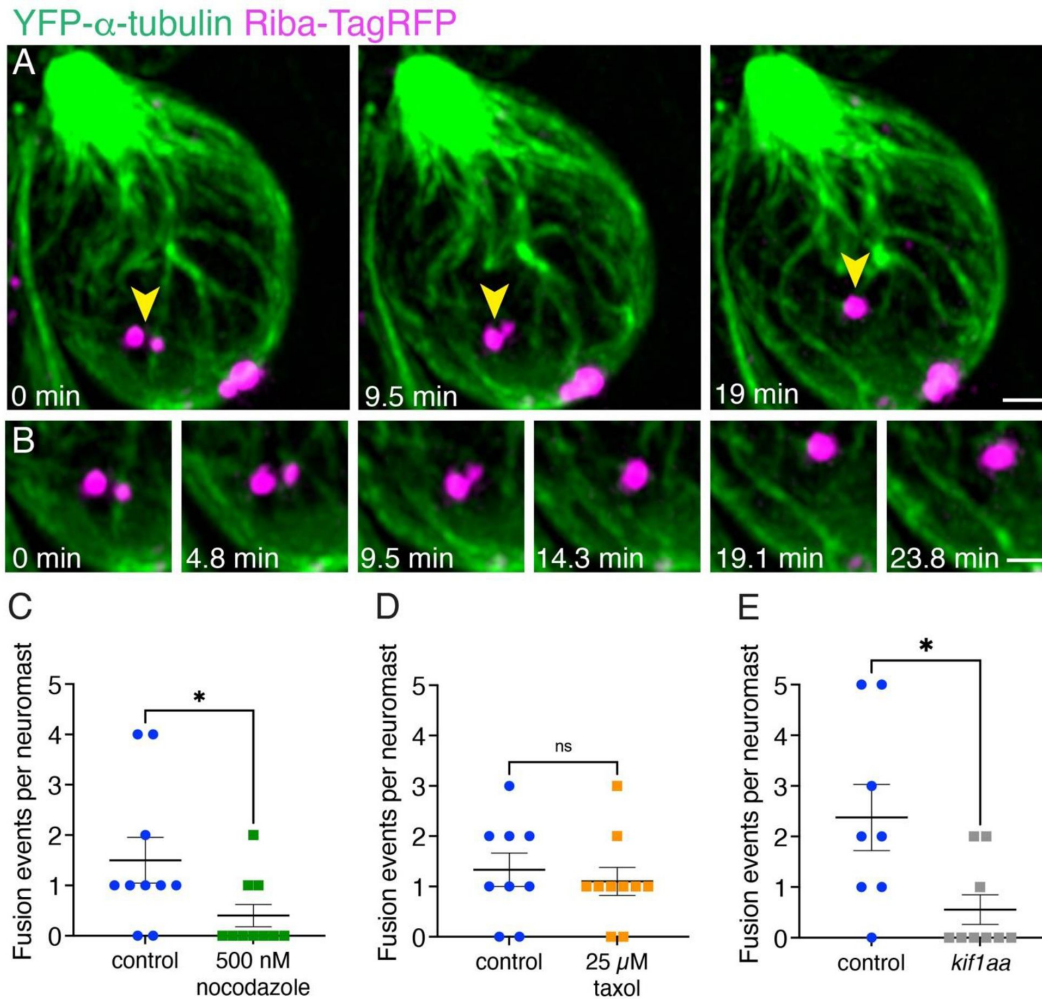 YFP-α-tubulin Riba-TagRFP
A
0 min
9.5 min
19 min
B
0 min
4.8 min
9.5 min
14.3 min
19.1 min
23.8 min
C
Fusion events per neuromast
5
4
3
2
1
0
*
control
500 nM
nocodazole
D
Fusion events per neuromast
5
4
3
2
1
0
ns
control
25 µM
taxol
E
Fusion events per neuromast
5
4
3
2
1
0
*
control
kif1aa